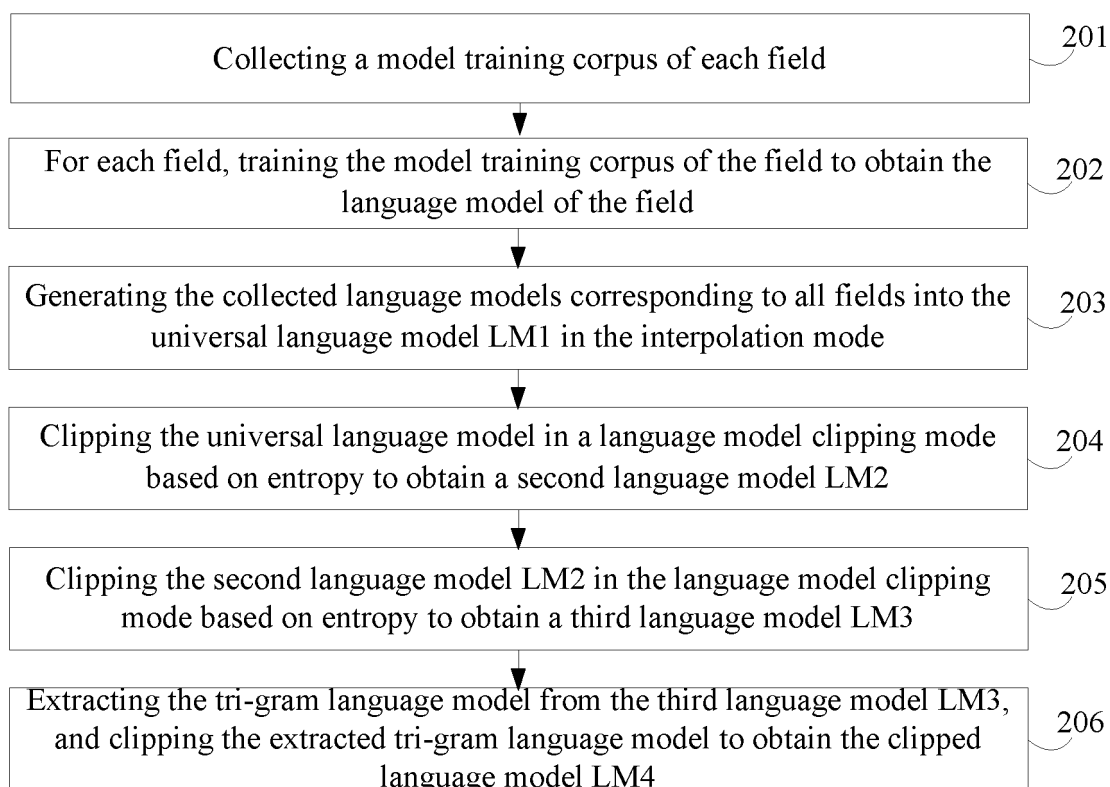 Collecting a model training corpus of each field
201
For each field, training the model training corpus of the field to obtain the
language model of the field
202
Generating the collected language models corresponding to all fields into the
universal language model LM1 in the interpolation mode
203
Clipping the universal language model in a language model clipping mode
based on entropy to obtain a second language model LM2
204
Clipping the second language model LM2 in the language model clipping
mode based on entropy to obtain a third language model LM3
205
Extracting the tri-gram language model from the third language model LM3,
and clipping the extracted tri-gram language model to obtain the clipped
language model LM4
206